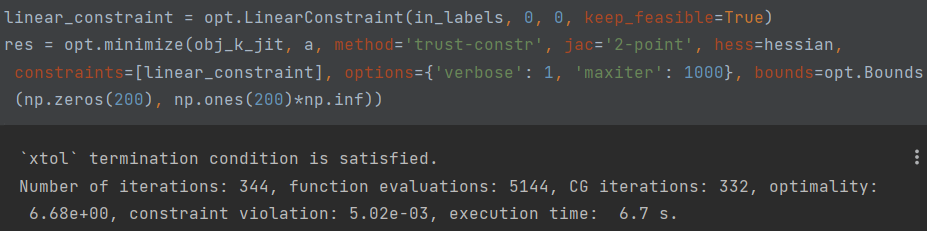 linear_constraint = opt.LinearConstraint(in_labels, 0, 0, keep_feasible=True)
res = opt.minimize(obj_k_jit, a, method='trust-constr', jac='2-point', hess=hessian,
constraints=[linear_constraint], options={'verbose': 1, 'maxiter': 1000}, bounds=opt.Bounds
(np.zeros(200), np.ones(200)*np.inf))
`xtol` termination condition is satisfied.
Number of iterations: 344, function evaluations: 5144, CG iterations: 332, optimality:
6.68e+00, constraint violation: 5.02e-03, execution time:  6.7 s.